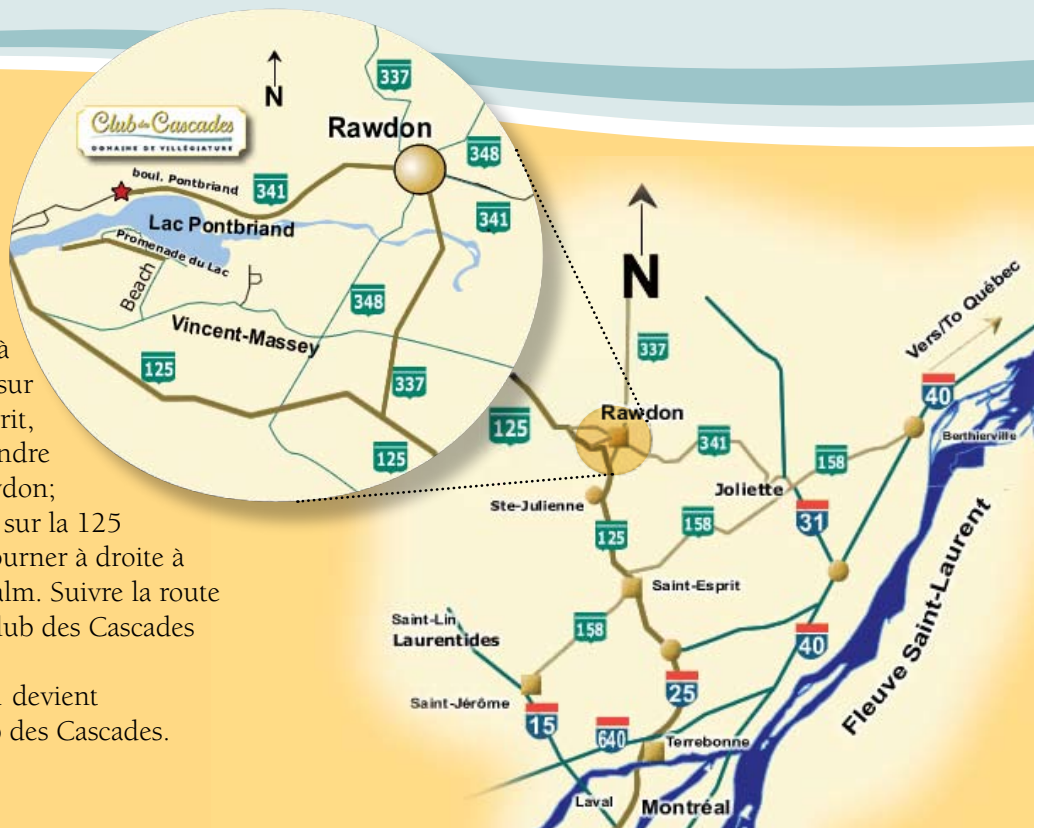 337
N
Club des Cascades
DOMAINE DE VILLÉGIATURE
Rawdon
348
boul. Pontbriand
341
341
Lac Pontbriand
Promenade du Lac
Beach
348
Vincent-Massey
125
337
125
à
sur
rit,
ndre
wdon;
sur la 125
ourner à droite à
alm. Suivre la route
lub des Cascades
devient
des Cascades.
N
Vers/To Québec
337
40
Rawdon
125
Berthierville
341
158
Joliette
Ste-Julienne
158
31
125
Saint-Esprit
Fleuve Saint-Laurent
Saint-Lin
Laurentides
158
40
25
Saint-Jérôme
15
640
Terrebonne
Laval
Montréal